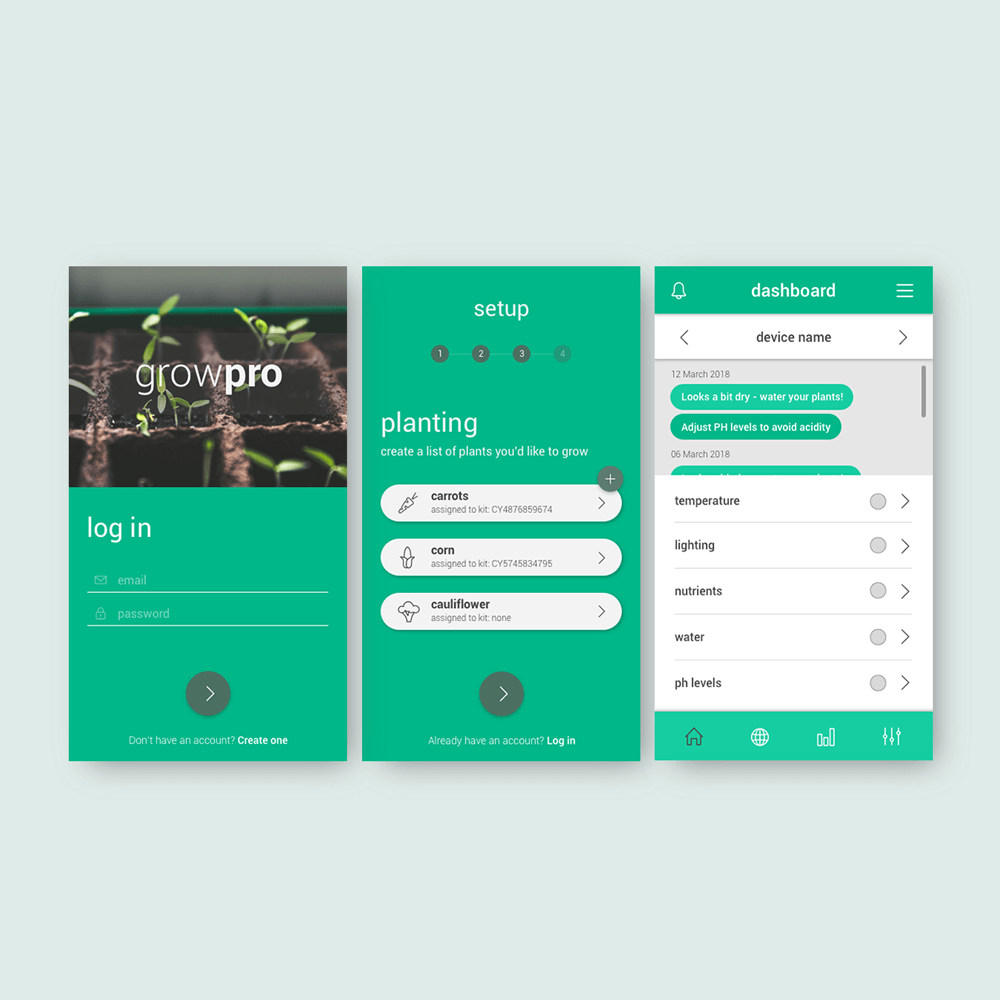 growpro
log in
email
password
Don't have an account? Create one
setup
1 2 3 4
planting
create a list of plants you'd like to grow
+
carrots
assigned to kit: CY4876859674
corn
assigned to kit: CY5745834795
cauliflower
assigned to kit: none
Already have an account? Log in
dashboard
device name
12 March 2018
Looks a bit dry - water your plants!
Adjust PH levels to avoid acidity
06 March 2018
temperature
lighting
nutrients
water
ph levels